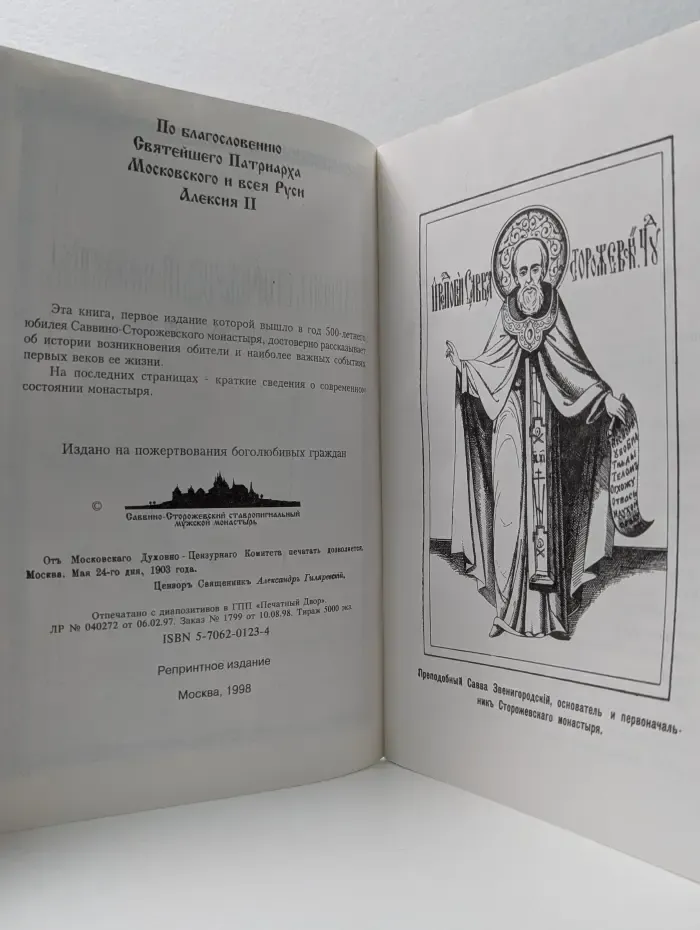 По благословению
Святейшего Патриарха
Московского и всея Руси
Алексия II
Эта книга, первое издание которой вышло в год 500-летнего
юбилея Саввино-Сторожевского монастыря, достоверно рассказывает
об истории возникновения обители и наиболее важных событиях
первых веков ее жизни.
На последних страницах - краткие сведения о современном
состоянии монастыря.
Издано на пожертвования боголюбивых граждан
©
Саввино-Сторожевский ставропигиальный
мужской монастырь
Отъ Московскаго Духовно-Цензурнаго Комитета печатать дозволяется.
Москва. Мая 24-го дня, 1903 года.
Цензоръ Священникъ Александръ Гиляревскій,
Отпечатано с диапозитивов в ГПП «Печатный Двор».
ЛР № 040272 от 06.02.97. Заказ № 1799 от 10.08.98. Тираж 5000 экз.
ISBN 5-7062-0123-4
Репринтное издание
Москва, 1998
Преподобный Савва Звенигородскій, основатель и первоначаль-
никъ Сторожевскаго монастыря.